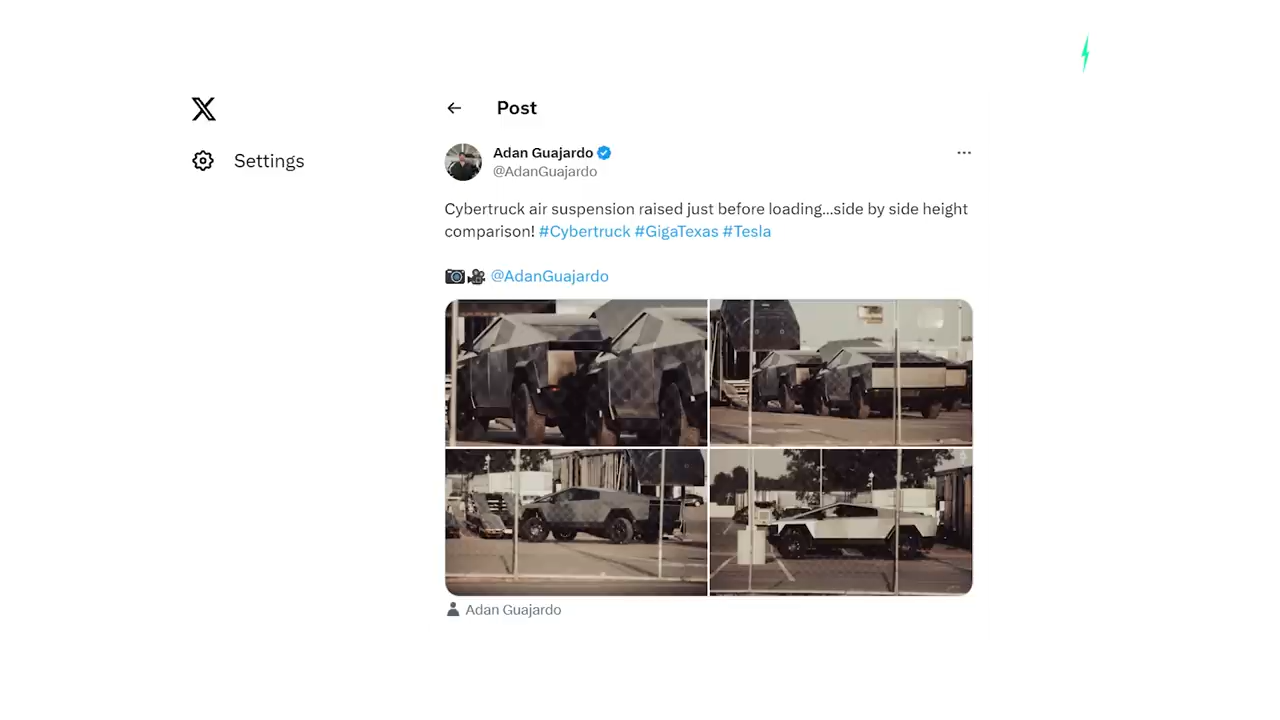 Post
Settings
Adan Guajardo
@AdanGuajardo
Cybertruck air suspension raised just before loading...side by side height
comparison! #Cybertruck #GigaTexas #Tesla
@AdanGuajardo
Adan Guajardo